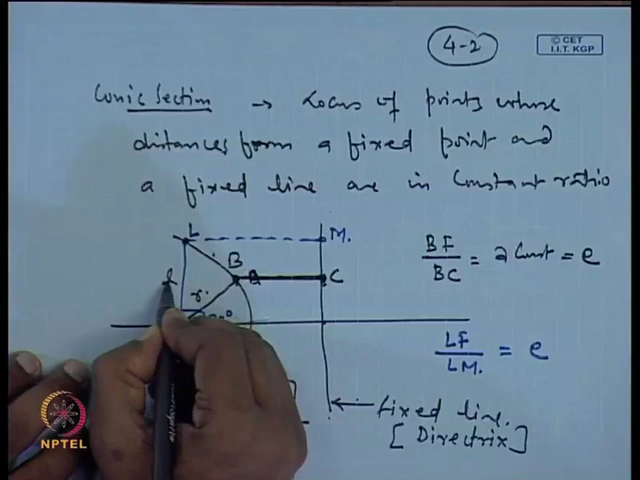 4-2
© CET
I.I.T. KGP
Conic Section → Locus of points whose
distances from a fixed point and
a fixed line are in constant ratio
L
M.
B
C
l
r
BF/BC = a Const = e
LF/LM. = e
fixed line.
[Directrix]
NPTEL